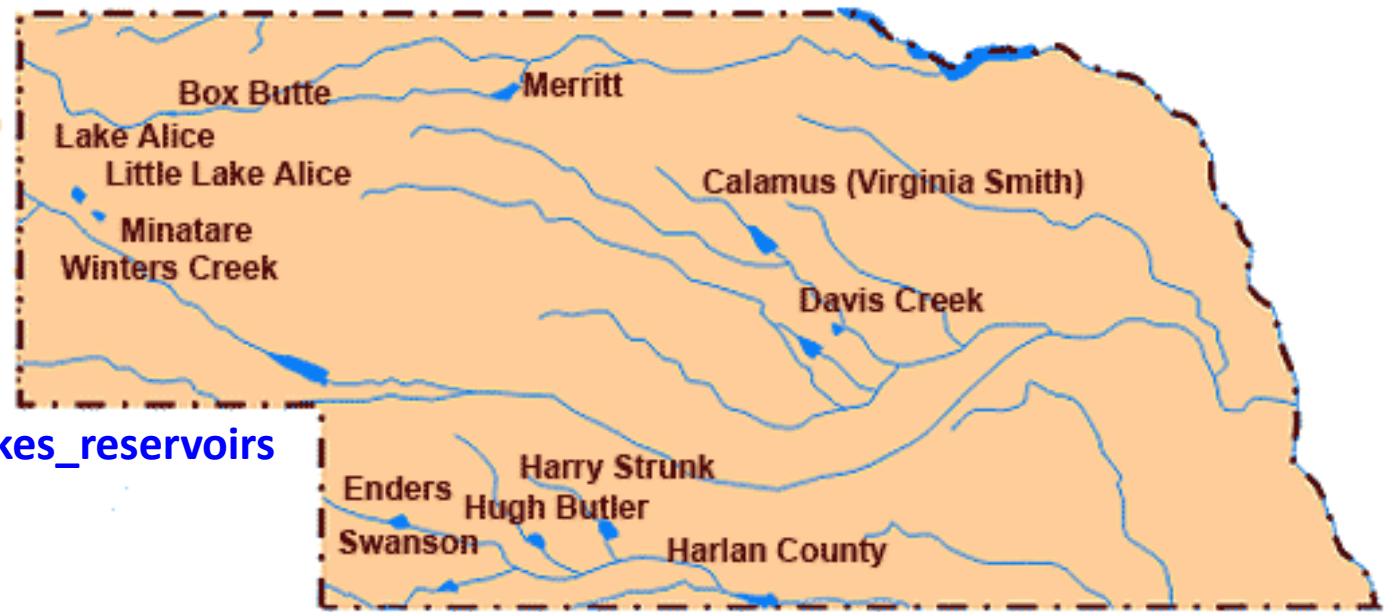 Box Butte
Merritt
Lake Alice
Little Lake Alice
Calamus (Virginia Smith)
Minatare
Winters Creek
Davis Creek
kes_reservoirs
Harry Strunk
Enders
Hugh Butler
Swanson
Harlan County